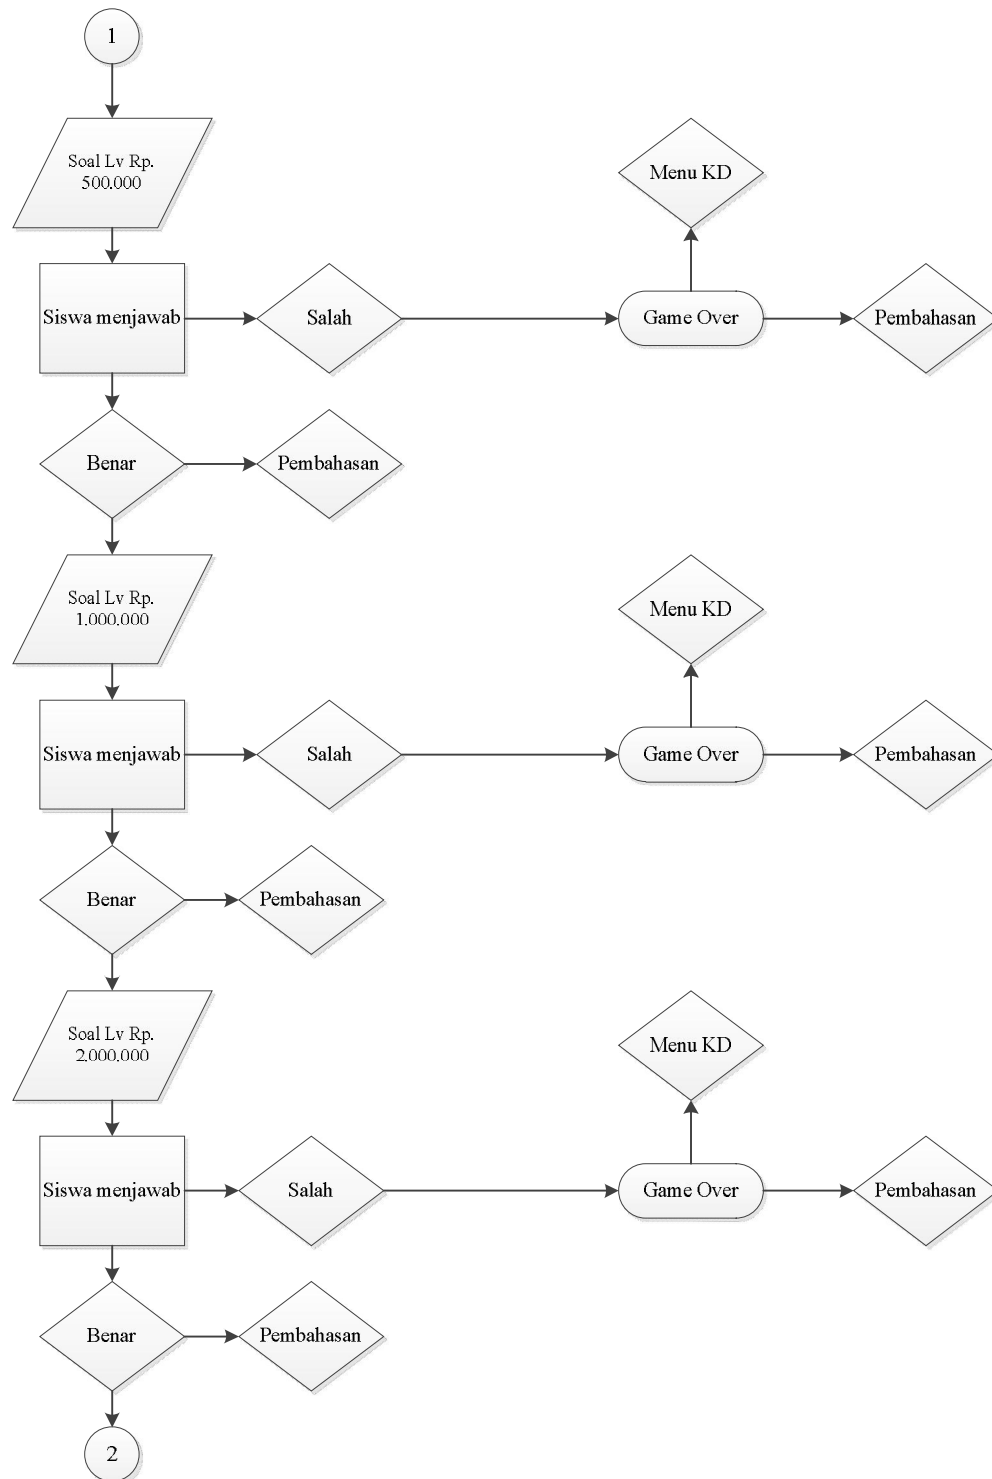 1
Soal Lv Rp.
500.000
Menu KD
Siswa menjawab
Salah
Game Over
Pembahasan
Benar
Pembahasan
Soal Lv Rp.
1.000.000
Menu KD
Siswa menjawab
Salah
Game Over
Pembahasan
Benar
Pembahasan
Soal Lv Rp.
2.000.000
Menu KD
Siswa menjawab
Salah
Game Over
Pembahasan
Benar
Pembahasan
2